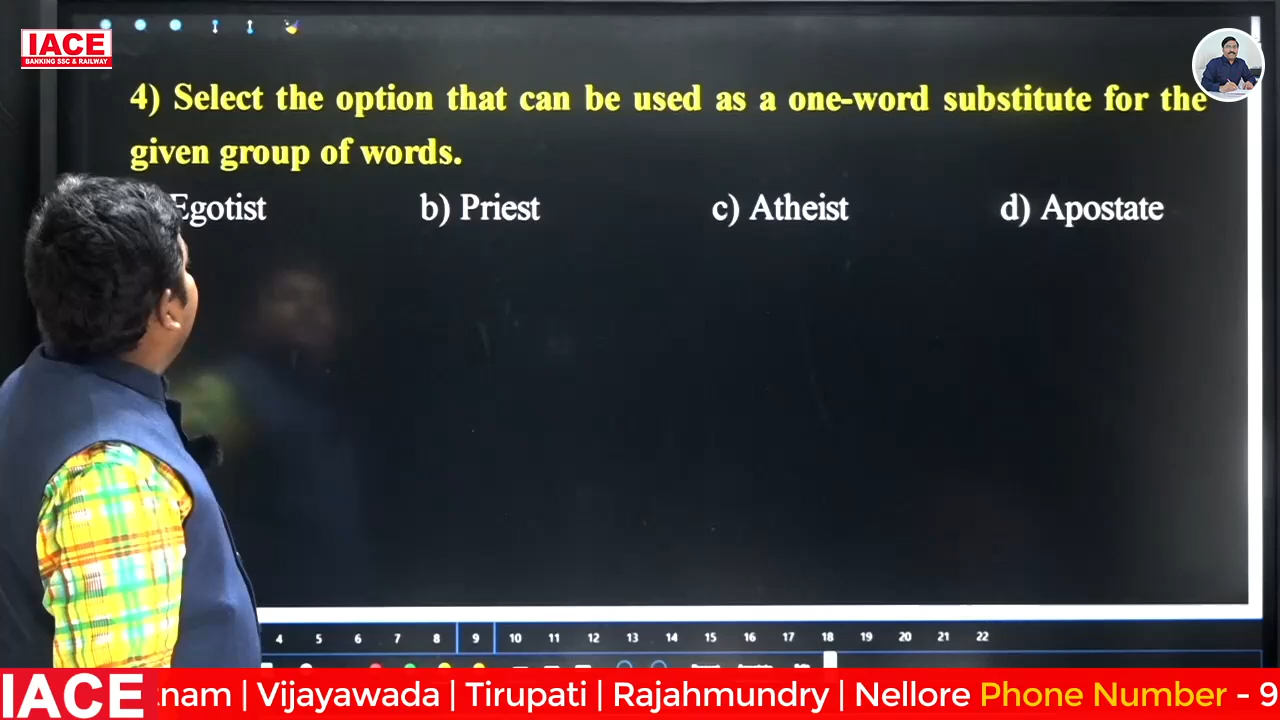 IACE
BANKING SSC & RAILWAY
4) Select the option that can be used as a one-word substitute for the
given group of words.
Egotist b) Priest c) Atheist d) Apostate
4 5 6 7 8 9 10 11 12 13 14 15 16 17 18 19 20 21 22
IACE tnam | Vijayawada | Tirupati | Rajahmundry | Nellore Phone Number - 9